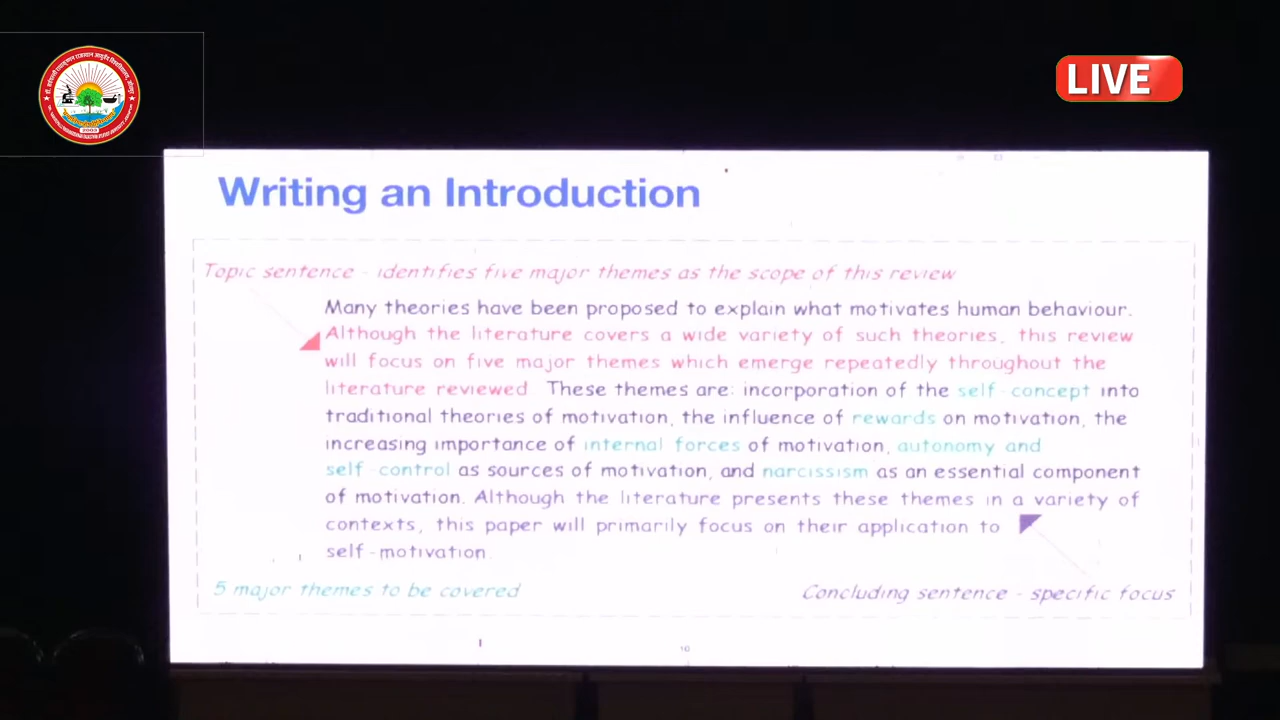 LIVE
2003
Writing an Introduction
Topic sentence - identifies five major themes as the scope of this review
Many theories have been proposed to explain what motivates human behaviour.
Although the literature covers a wide variety of such theories, this review
will focus on five major themes which emerge repeatedly throughout the
literature reviewed. These themes are: incorporation of the self-concept into
traditional theories of motivation, the influence of rewards on motivation, the
increasing importance of internal forces of motivation, autonomy and
self-control as sources of motivation, and narcissism as an essential component
of motivation. Although the literature presents these themes in a variety of
contexts, this paper will primarily focus on their application to
self-motivation.
5 major themes to be covered
Concluding sentence - specific focus
10